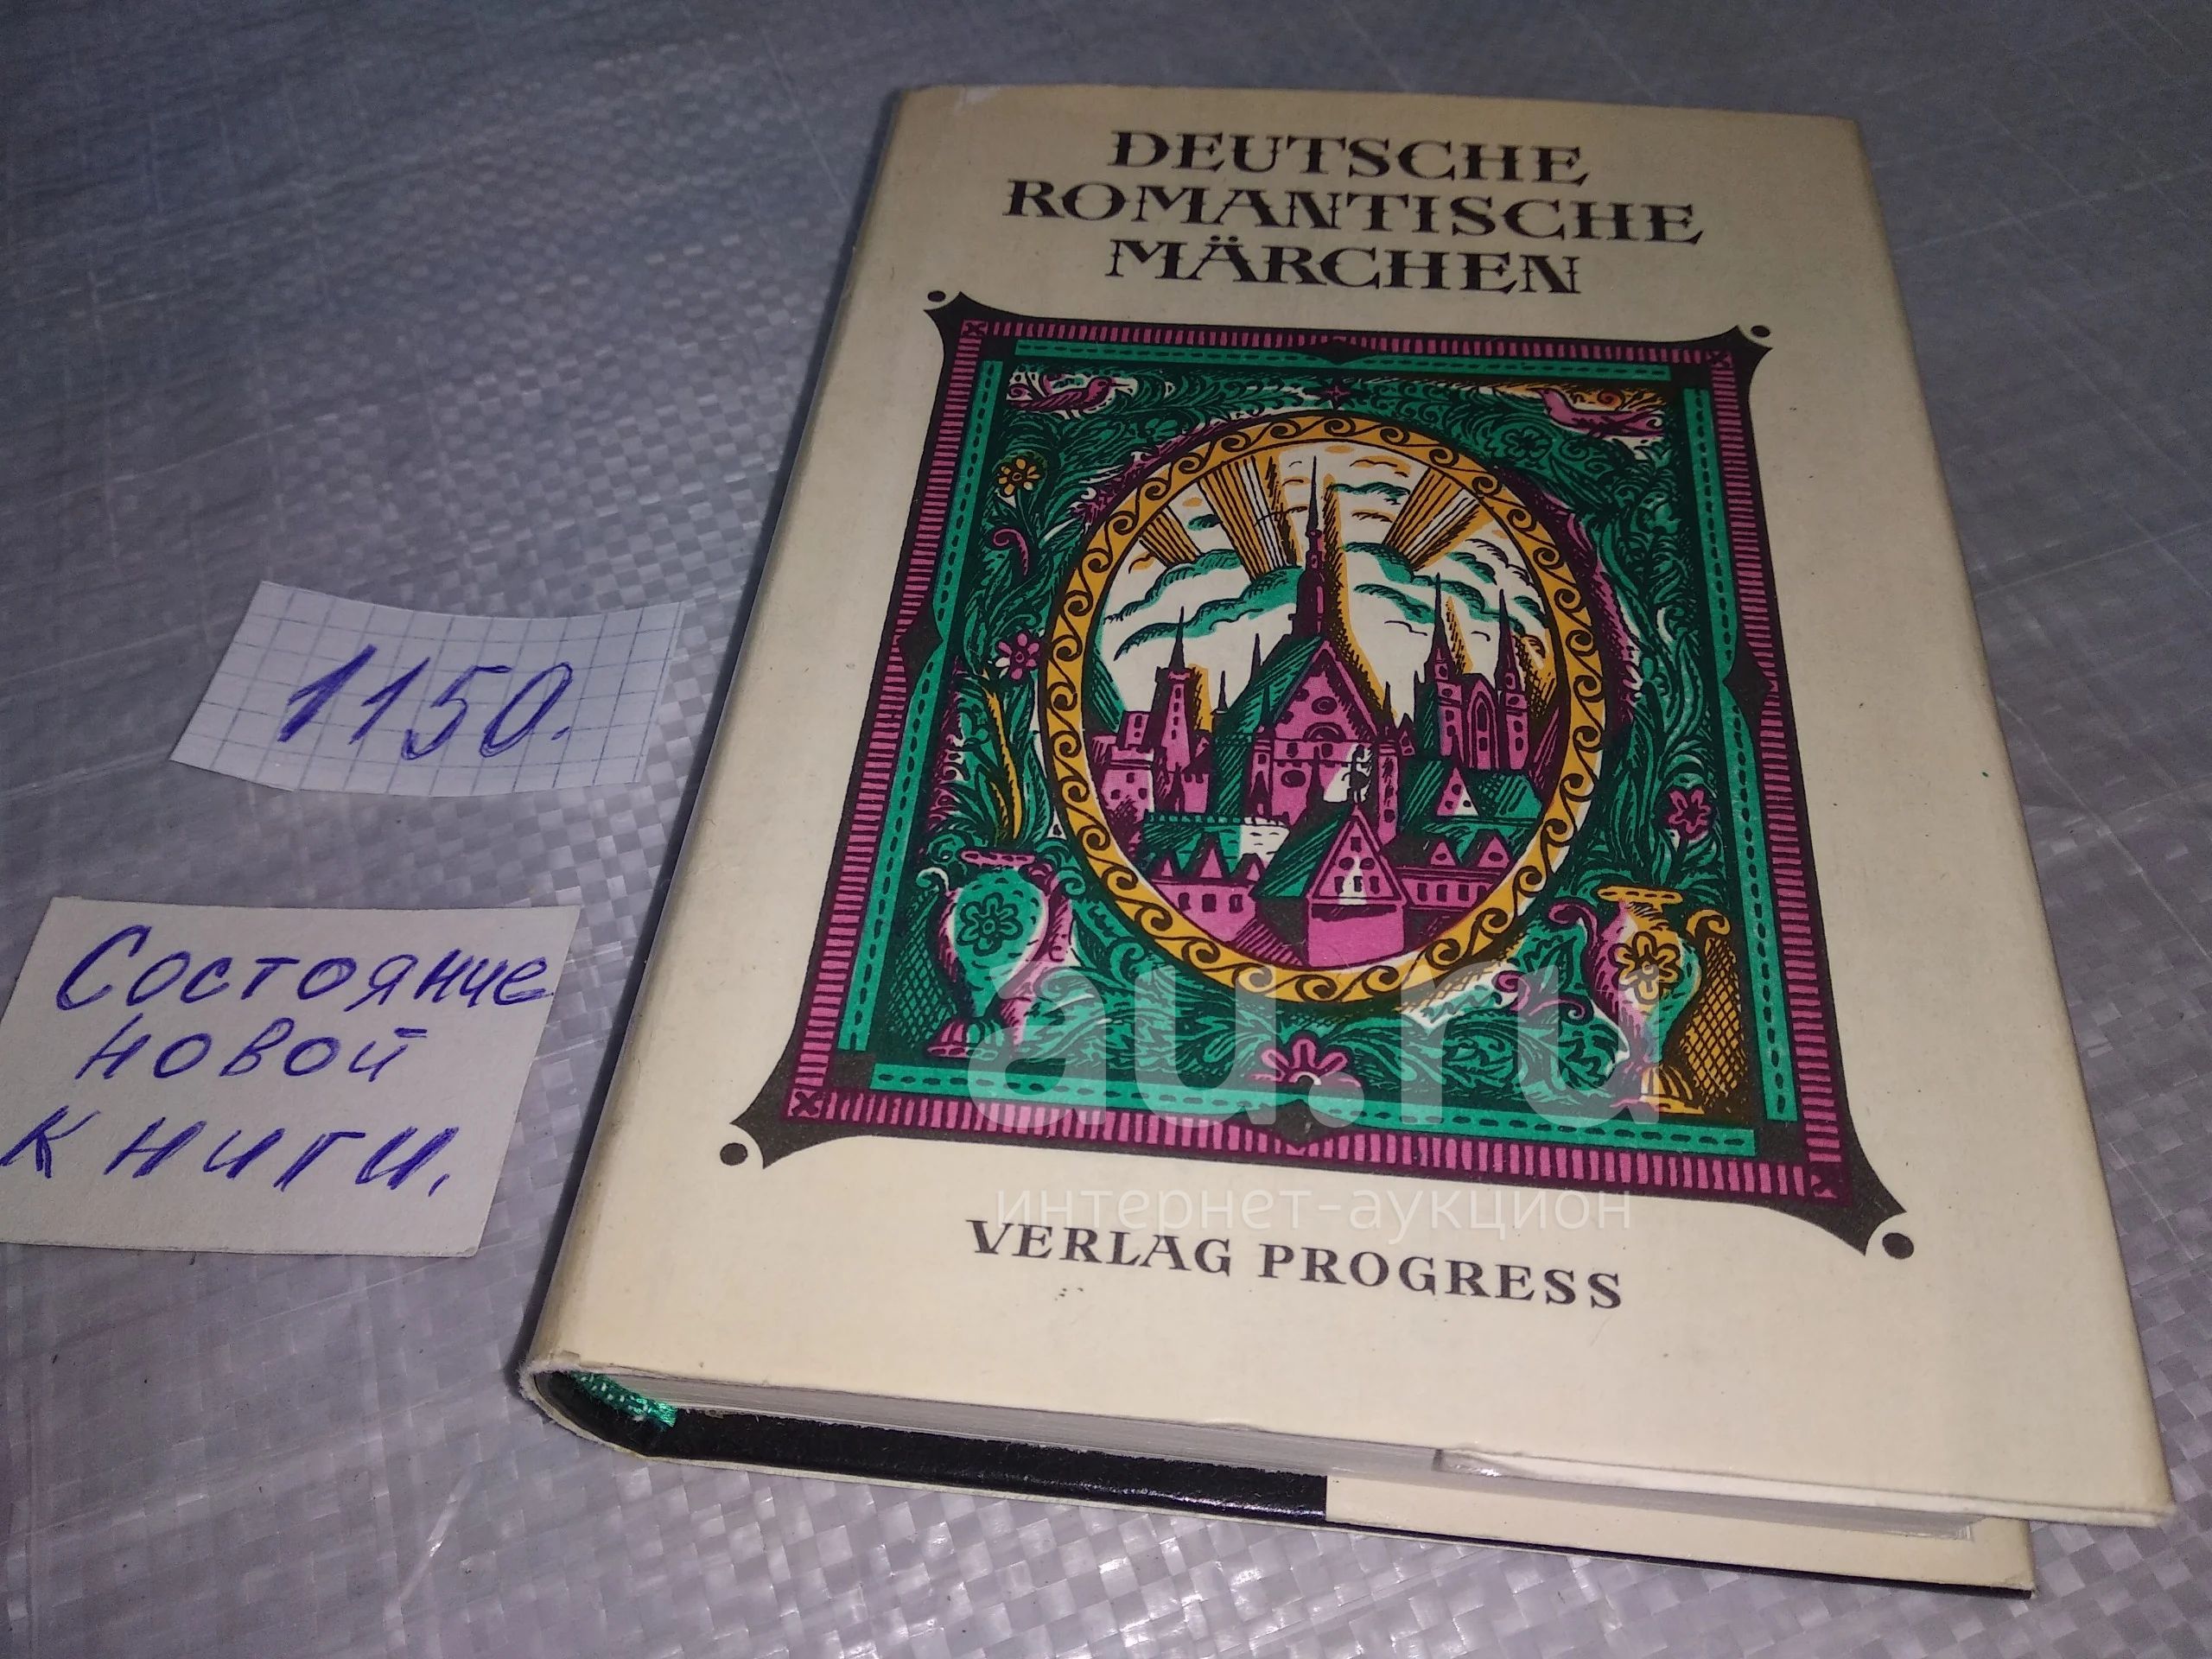 DEUTSCHE
ROMANTISCHE
MÄRCHEN
1150.
Состояние
новой
книги.
au.ru
интернет-аукцион
VERLAG PROGRESS